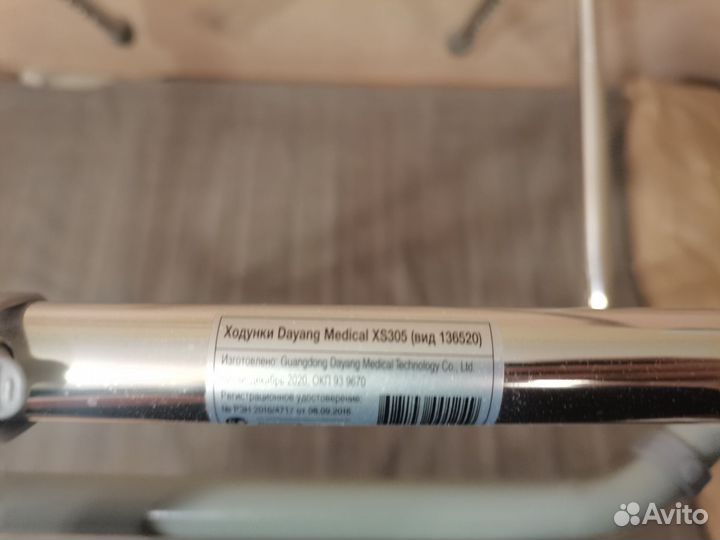 Ходунки Dayang Medical XS305 (вид 136520)
Изготовлено: Guangdong Dayang Medical Technology Co., Ltd.
декабрь 2020, ОКП 93 9670
Регистрационное удостоверение:
№ РЗН 2016/4717 от 08.09.2016.
Avito